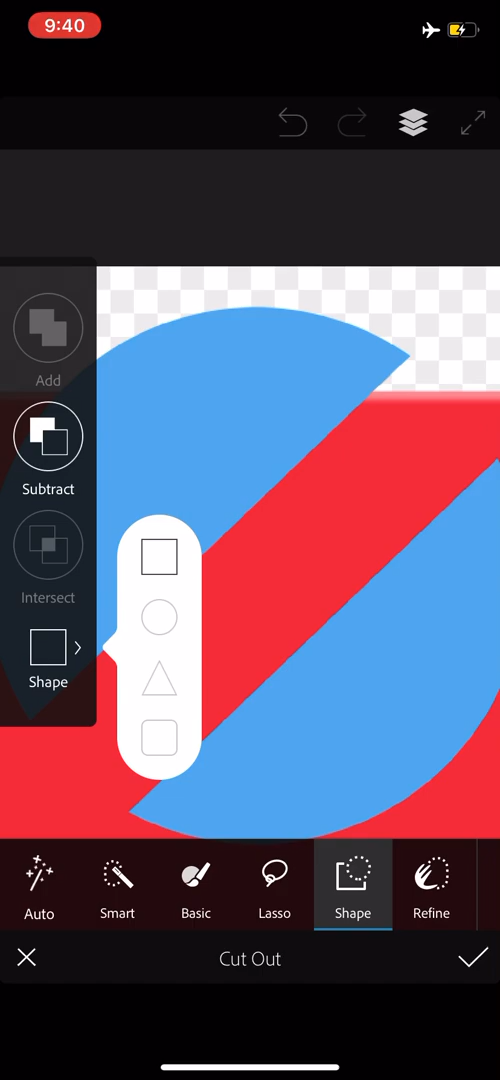 9:40
Add
Subtract
Intersect
Shape
Auto
Smart
Basic
Lasso
Shape
Refine
Cut Out